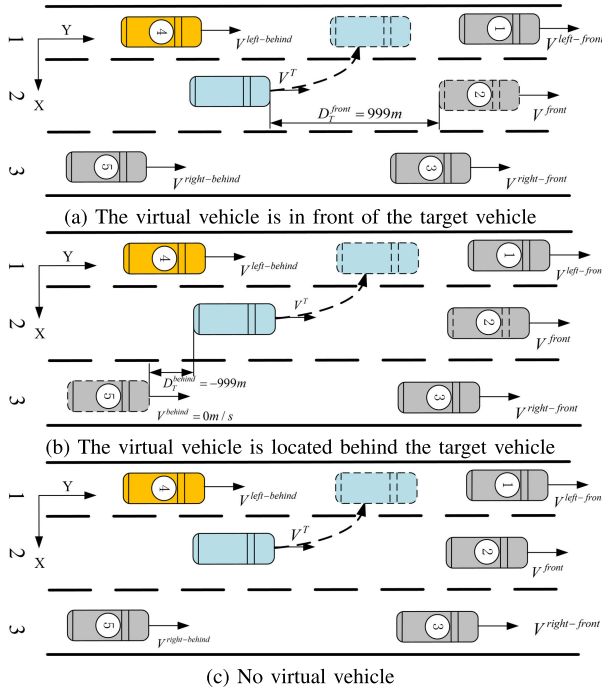 1
Y
4
V^{left-behind}
1
V^{left-front}
X
2
V^T
D_T^{front} = 999m
2
V^{front}
3
5
V^{right-behind}
3
V^{right-front}
(a) The virtual vehicle is in front of the target vehicle
1
Y
4
V^{left-behind}
1
V^{left-front}
X
2
V^T
2
V^{front}
3
5
D_T^{behind} = -999m
V^{behind} = 0m/s
3
V^{right-front}
(b) The virtual vehicle is located behind the target vehicle
1
Y
4
V^{left-behind}
1
V^{left-front}
X
2
V^T
2
V^{front}
3
5
V^{right-behind}
3
V^{right-front}
(c) No virtual vehicle